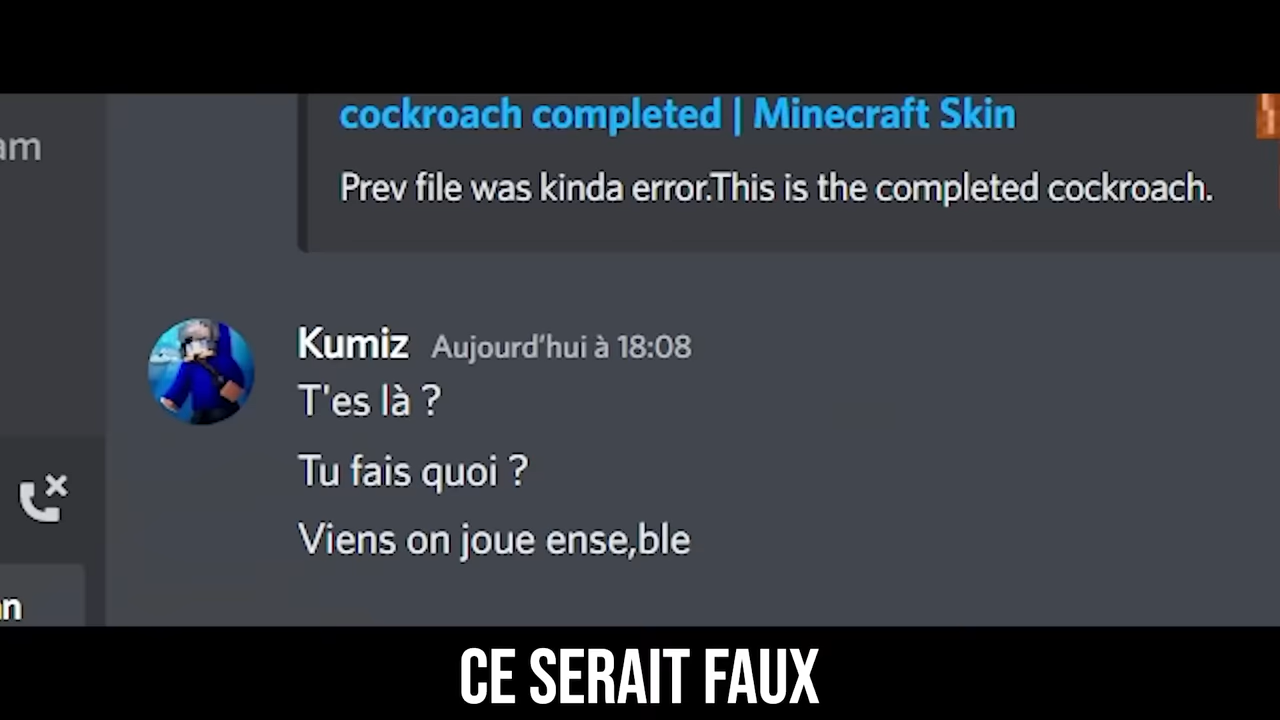 cockroach completed | Minecraft Skin
am
Prev file was kinda error.This is the completed cockroach.
Kumiz Aujourd'hui à 18:08
T'es là ?
Tu fais quoi ?
Viens on joue ense,ble
n
CE SERAIT FAUX